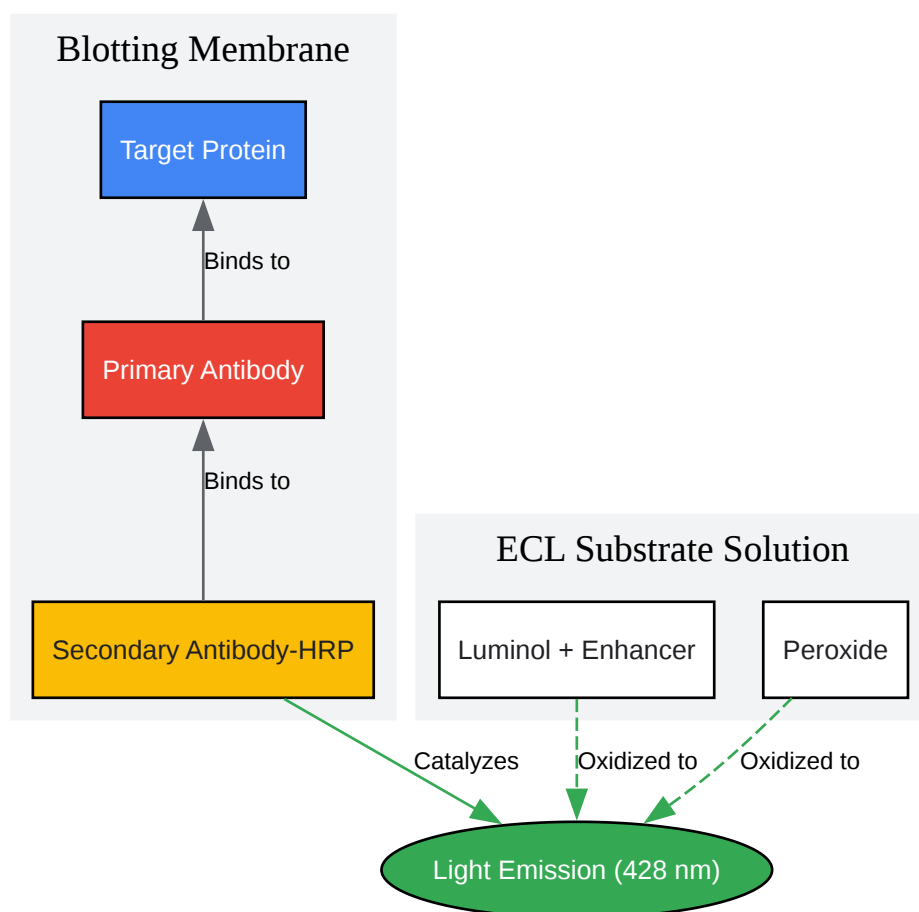 Blotting Membrane
Target Protein
Binds to
Primary Antibody
Binds to
Secondary Antibody-HRP
ECL Substrate Solution
Luminol + Enhancer
Peroxide
Catalyzes
Oxidized to
Oxidized to
Light Emission (428 nm)